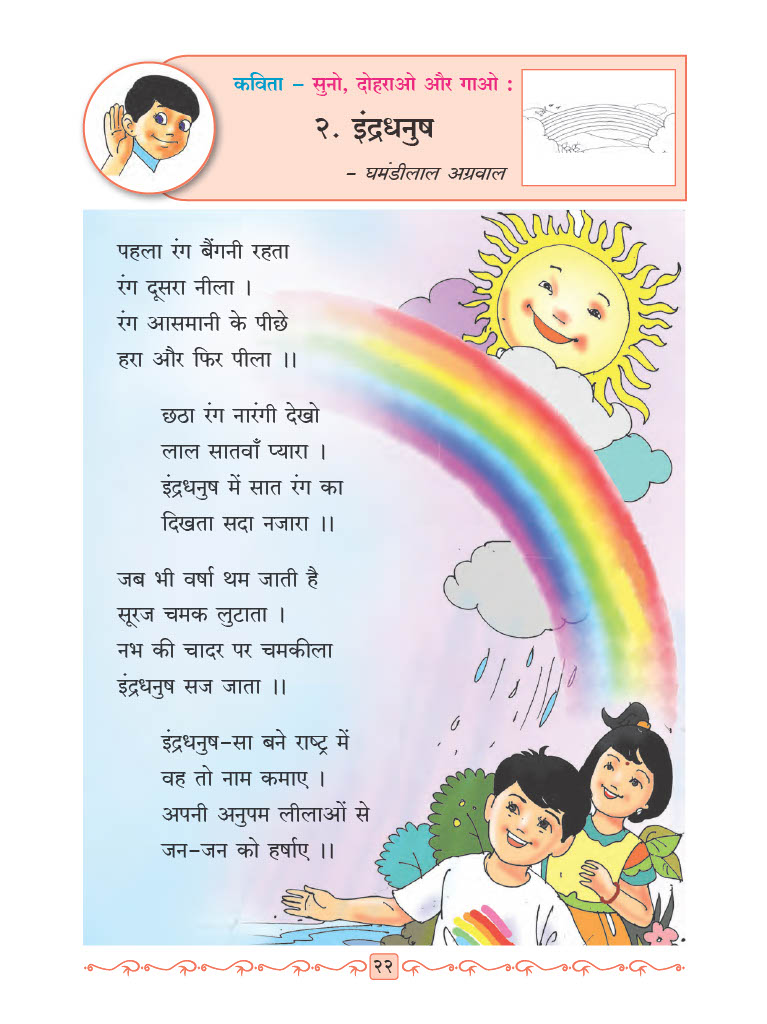 कविता – सुनो, दोहराओ और गाओ :
२. इंद्रधनुष
- घमंडीलाल अग्रवाल
पहला रंग बैंगनी रहता
रंग दूसरा नीला ।
रंग आसमानी के पीछे
हरा और फिर पीला ।।
छठा रंग नारंगी देखो
लाल सातवाँ प्यारा ।
इंद्रधनुष में सात रंग का
दिखता सदा नजारा ।।
जब भी वर्षा थम जाती है
सूरज चमक लुटाता ।
नभ की चादर पर चमकीला
इंद्रधनुष सज जाता ।।
इंद्रधनुष-सा बने राष्ट्र में
वह तो नाम कमाए ।
अपनी अनुपम लीलाओं से
जन-जन को हर्षाए ।।
२२